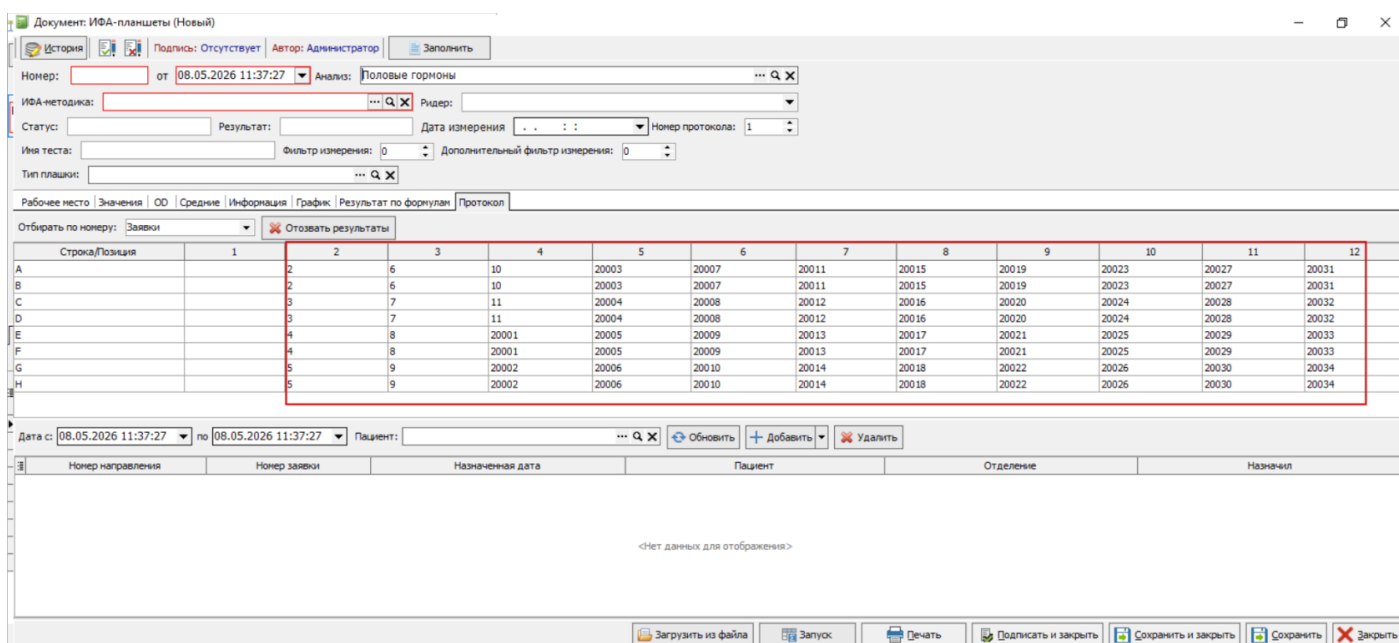 Документ: ИФА-планшеты (Новый)
История Подпись: Отсутствует Автор: Администратор Заполнить
Номер: от 08.05.2026 11:37:27 Анализ: Половые гормоны
ИФА-методика: Ридер:
Статус: Результат: Дата измерения . . : : Номер протокола: 1
Имя теста: Фильтр измерения: 0 Дополнительный фильтр измерения: 0
Тип плашки:
Рабочее место Значения OD Средние Информация График Результат по формулам Протокол
Отбирать по номеру: Заявки Отозвать результаты
Строка/Позиция 1 2 3 4 5 6 7 8 9 10 11 12
A 2 6 10 20003 20007 20011 20015 20019 20023 20027 20031
B 2 6 10 20003 20007 20011 20015 20019 20023 20027 20031
C 3 7 11 20004 20008 20012 20016 20020 20024 20028 20032
D 3 7 11 20004 20008 20012 20016 20020 20024 20028 20032
E 4 8 20001 20005 20009 20013 20017 20021 20025 20029 20033
F 4 8 20001 20005 20009 20013 20017 20021 20025 20029 20033
G 5 9 20002 20006 20010 20014 20018 20022 20026 20030 20034
H 5 9 20002 20006 20010 20014 20018 20022 20026 20030 20034
Дата с: 08.05.2026 11:37:27 по 08.05.2026 11:37:27 Пациент: Обновить Добавить Удалить
Номер направления Номер заявки Назначенная дата Пациент Отделение Назначил
<Нет данных для отображения>
Загрузить из файла Запуск Печать Подписать и закрыть Сохранить и закрыть Сохранить Закрыть